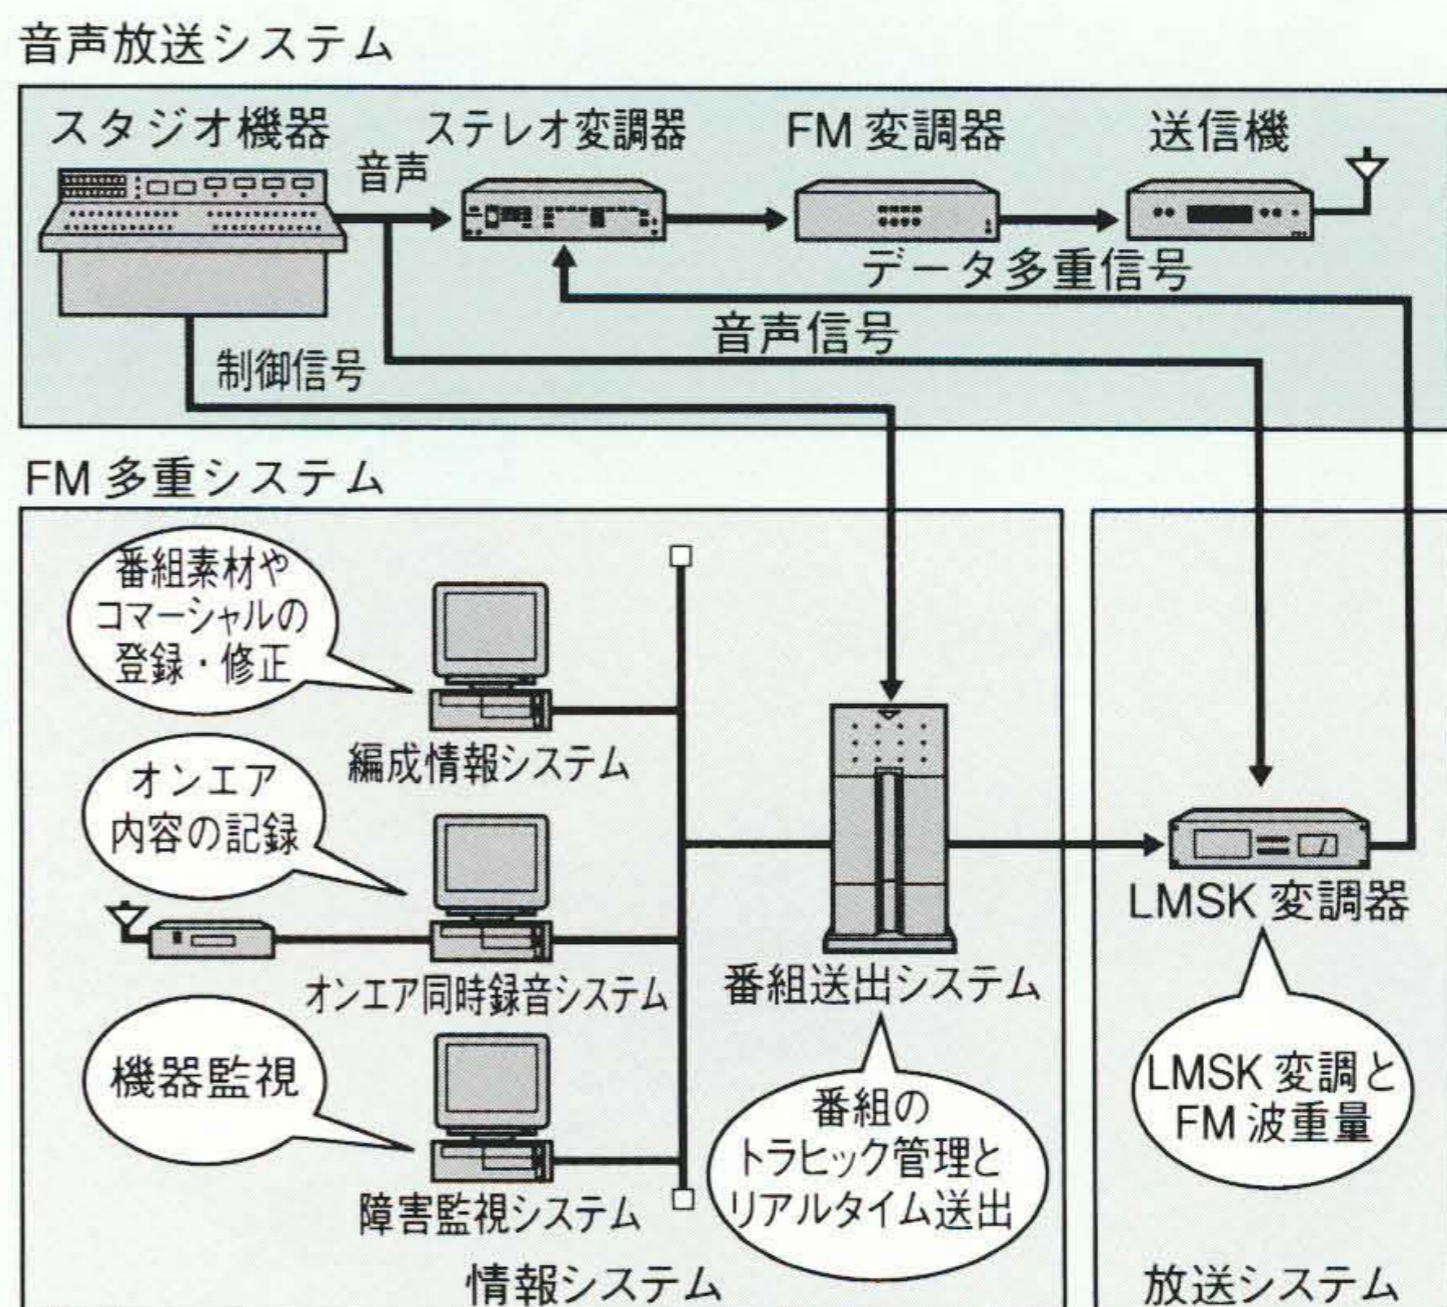 音声放送システム
スタジオ機器
ステレオ変調器
FM 変調器
送信機
音声
データ多重信号
音声信号
制御信号
FM 多重システム
番組素材や
コマーシャルの
登録・修正
編成情報システム
オンエア
内容の記録
オンエア同時録音システム
機器監視
障害監視システム
番組送出システム
番組の
トラヒック管理と
リアルタイム送出
情報システム
LMSK 変調器
LMSK 変調と
FM 波重量
放送システム